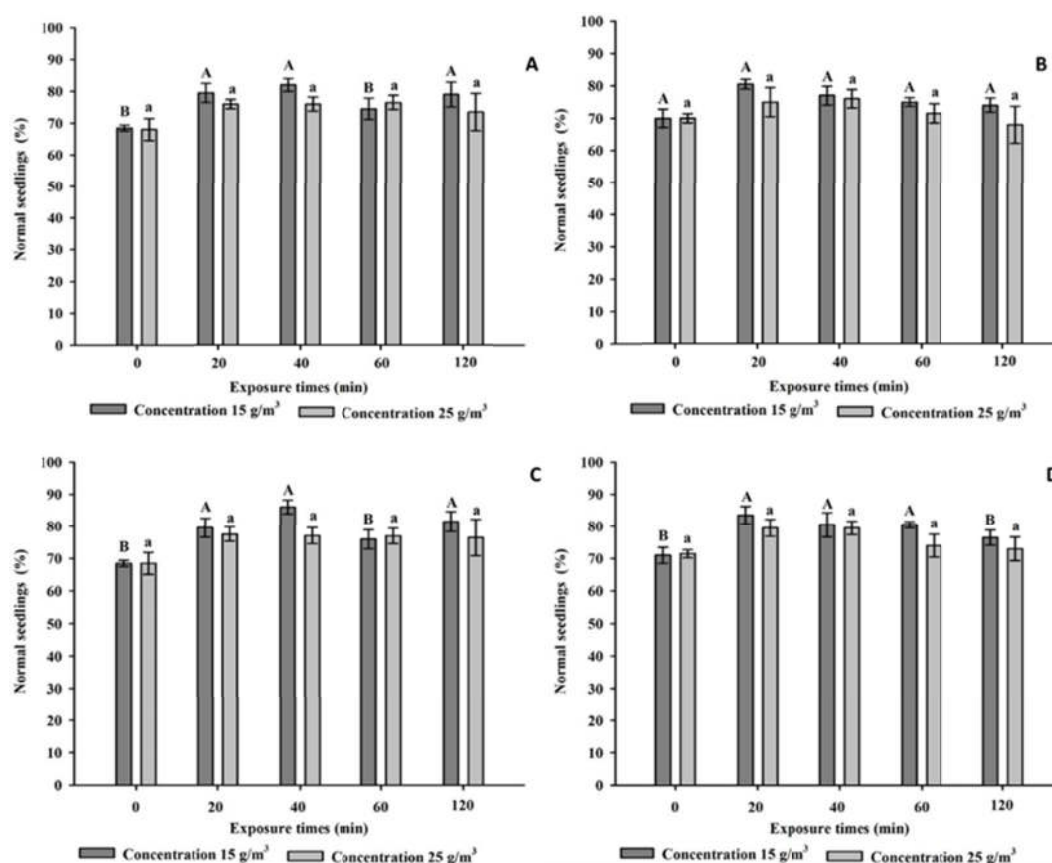 Normal seedlings (%)
100
90
80
70
60
50
40
30
20
10
0
B a A a A a B a A a
A
0 20 40 60 120
Exposure times (min)
Concentration 15 g/m³ Concentration 25 g/m³
Normal seedlings (%)
100
90
80
70
60
50
40
30
20
10
0
A a A a A a A a A a
B
0 20 40 60 120
Exposure times (min)
Concentration 15 g/m³ Concentration 25 g/m³
Normal seedlings (%)
100
90
80
70
60
50
40
30
20
10
0
B a A a A a B a A a
C
0 20 40 60 120
Exposure times (min)
Concentration 15 g/m³ Concentration 25 g/m³
Normal seedlings (%)
100
90
80
70
60
50
40
30
20
10
0
B a A a A a A a B a
D
0 20 40 60 120
Exposure times (min)
Concentration 15 g/m³ Concentration 25 g/m³